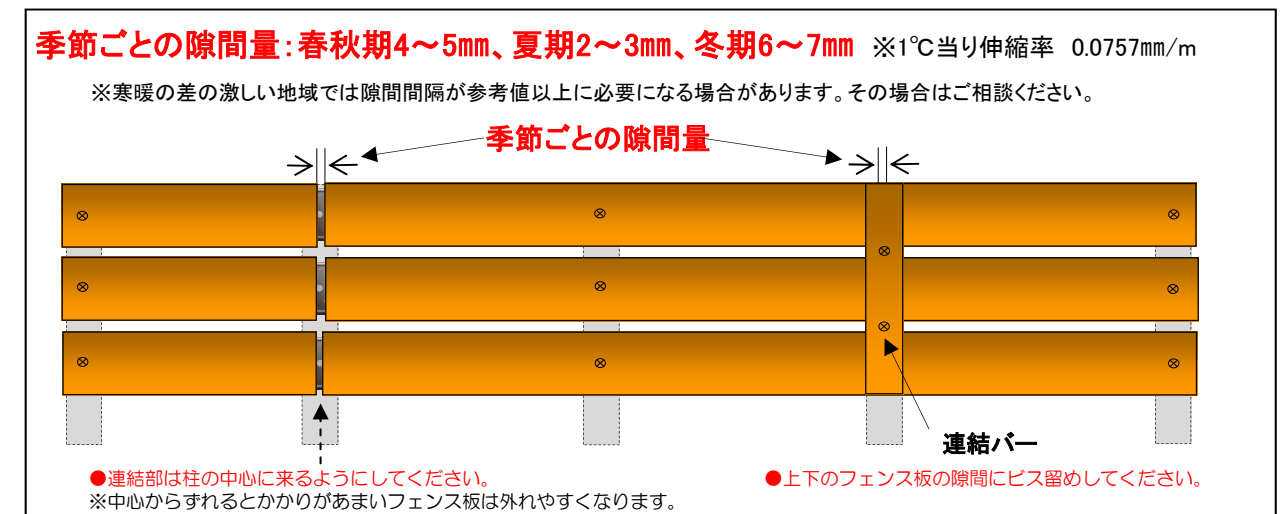 季節ごとの隙間量：春秋期4～5㎜、夏期2～3㎜、冬期6～7㎜ ※1℃当り伸縮率 0.0757㎜/m
※寒暖の差の激しい地域では隙間間隔が参考値以上に必要になる場合があります。その場合はご相談ください。
季節ごとの隙間量
連結バー
●連結部は柱の中心に来るようにしてください。
●上下のフェンス板の隙間にビス留めしてください。
※中心からずれるとかかりがあまいフェンス板は外れやすくなります。